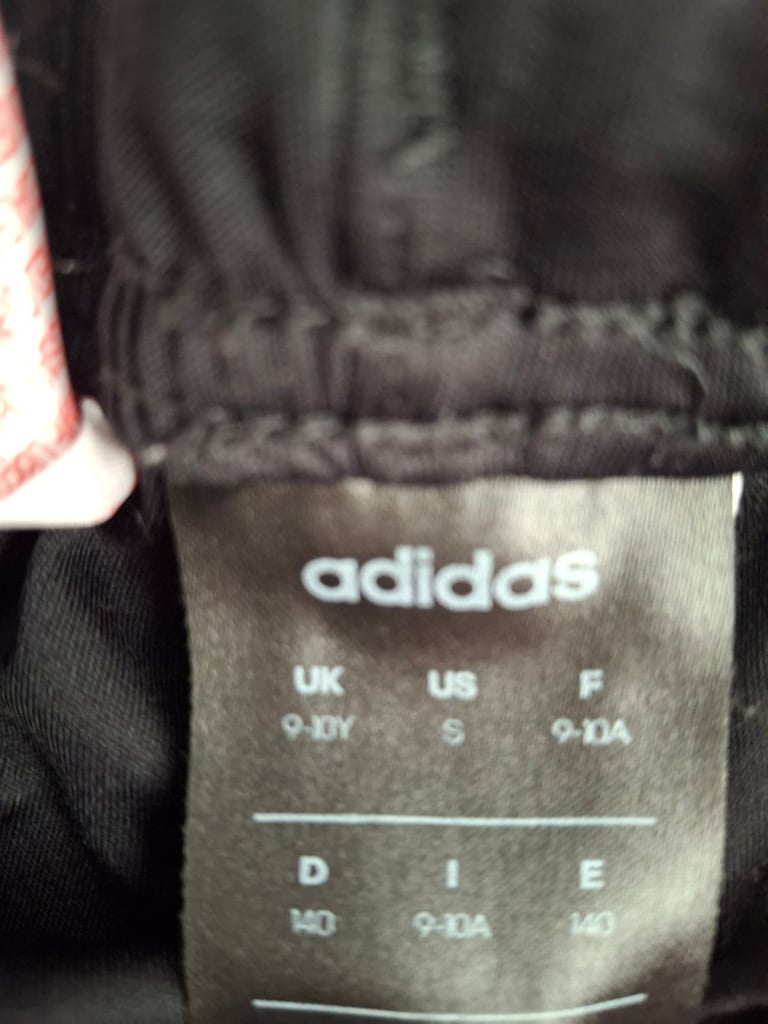 adidas
UK US F
9-10Y S 9-10A
D I E
140 9-10A 140